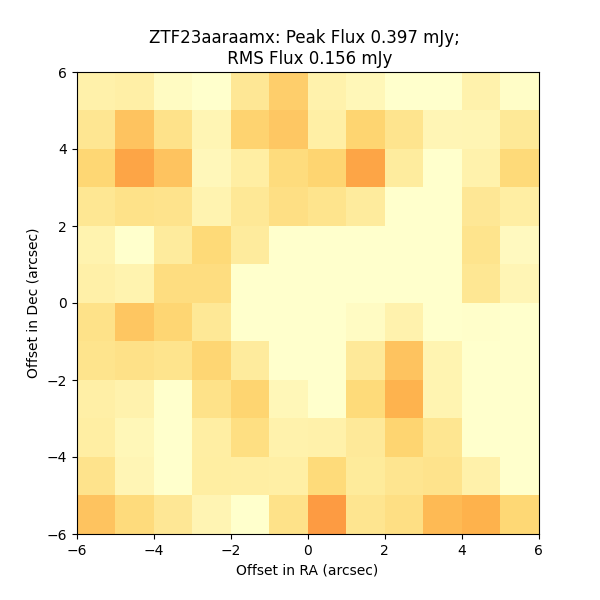 ZTF23aaraamx: Peak Flux 0.397 mJy;
RMS Flux 0.156 mJy
6
4
2
0
−2
−4
−6
Offset in Dec (arcsec)
−6 −4 −2 0 2 4 6
Offset in RA (arcsec)